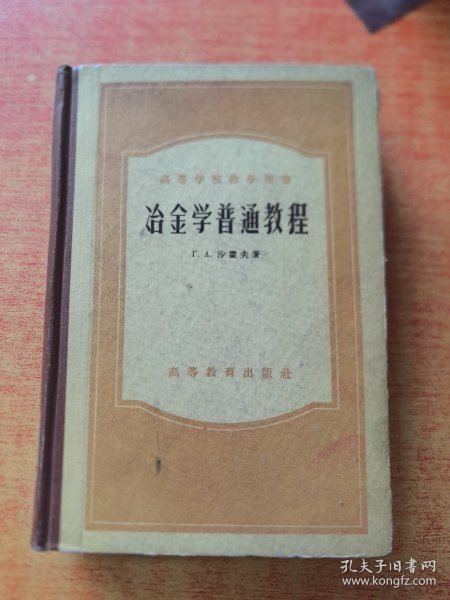 高等学校教学用書
冶金学普通教程
Г. А. 沙霍夫著
高等教育出版社
孔夫子旧书网
www.kongfz.com